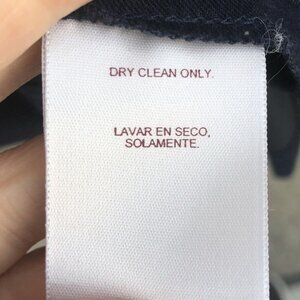 DRY CLEAN ONLY.
LAVAR EN SECO,
SOLAMENTE.